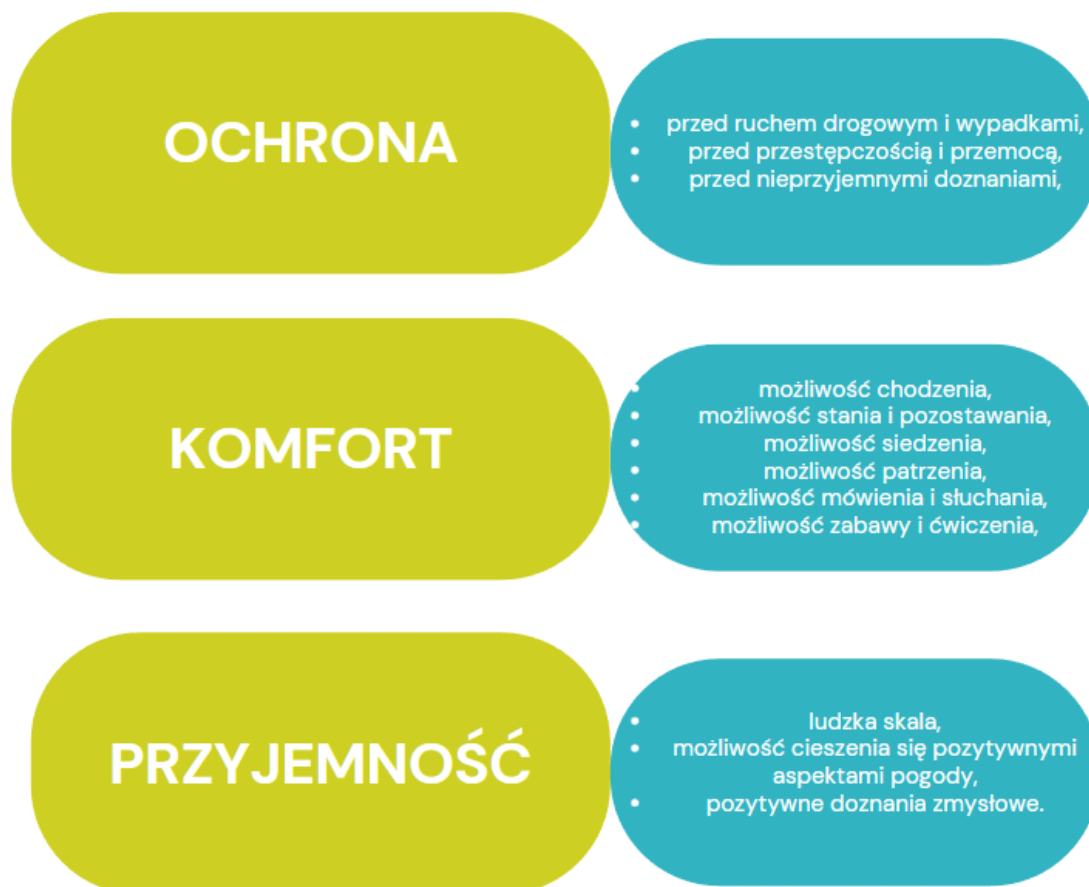 OCHRONA
• przed ruchem drogowym i wypadkami,
• przed przestępczością i przemocą,
• przed nieprzyjemnymi doznaniami,
KOMFORT
• możliwość chodzenia,
• możliwość stania i pozostawania,
• możliwość siedzenia,
• możliwość patrzenia,
• możliwość mówienia i słuchania,
• możliwość zabawy i ćwiczenia,
PRZYJEMNOŚĆ
• ludzka skala,
• możliwość cieszenia się pozytywnymi
aspektami pogody,
• pozytywne doznania zmysłowe.